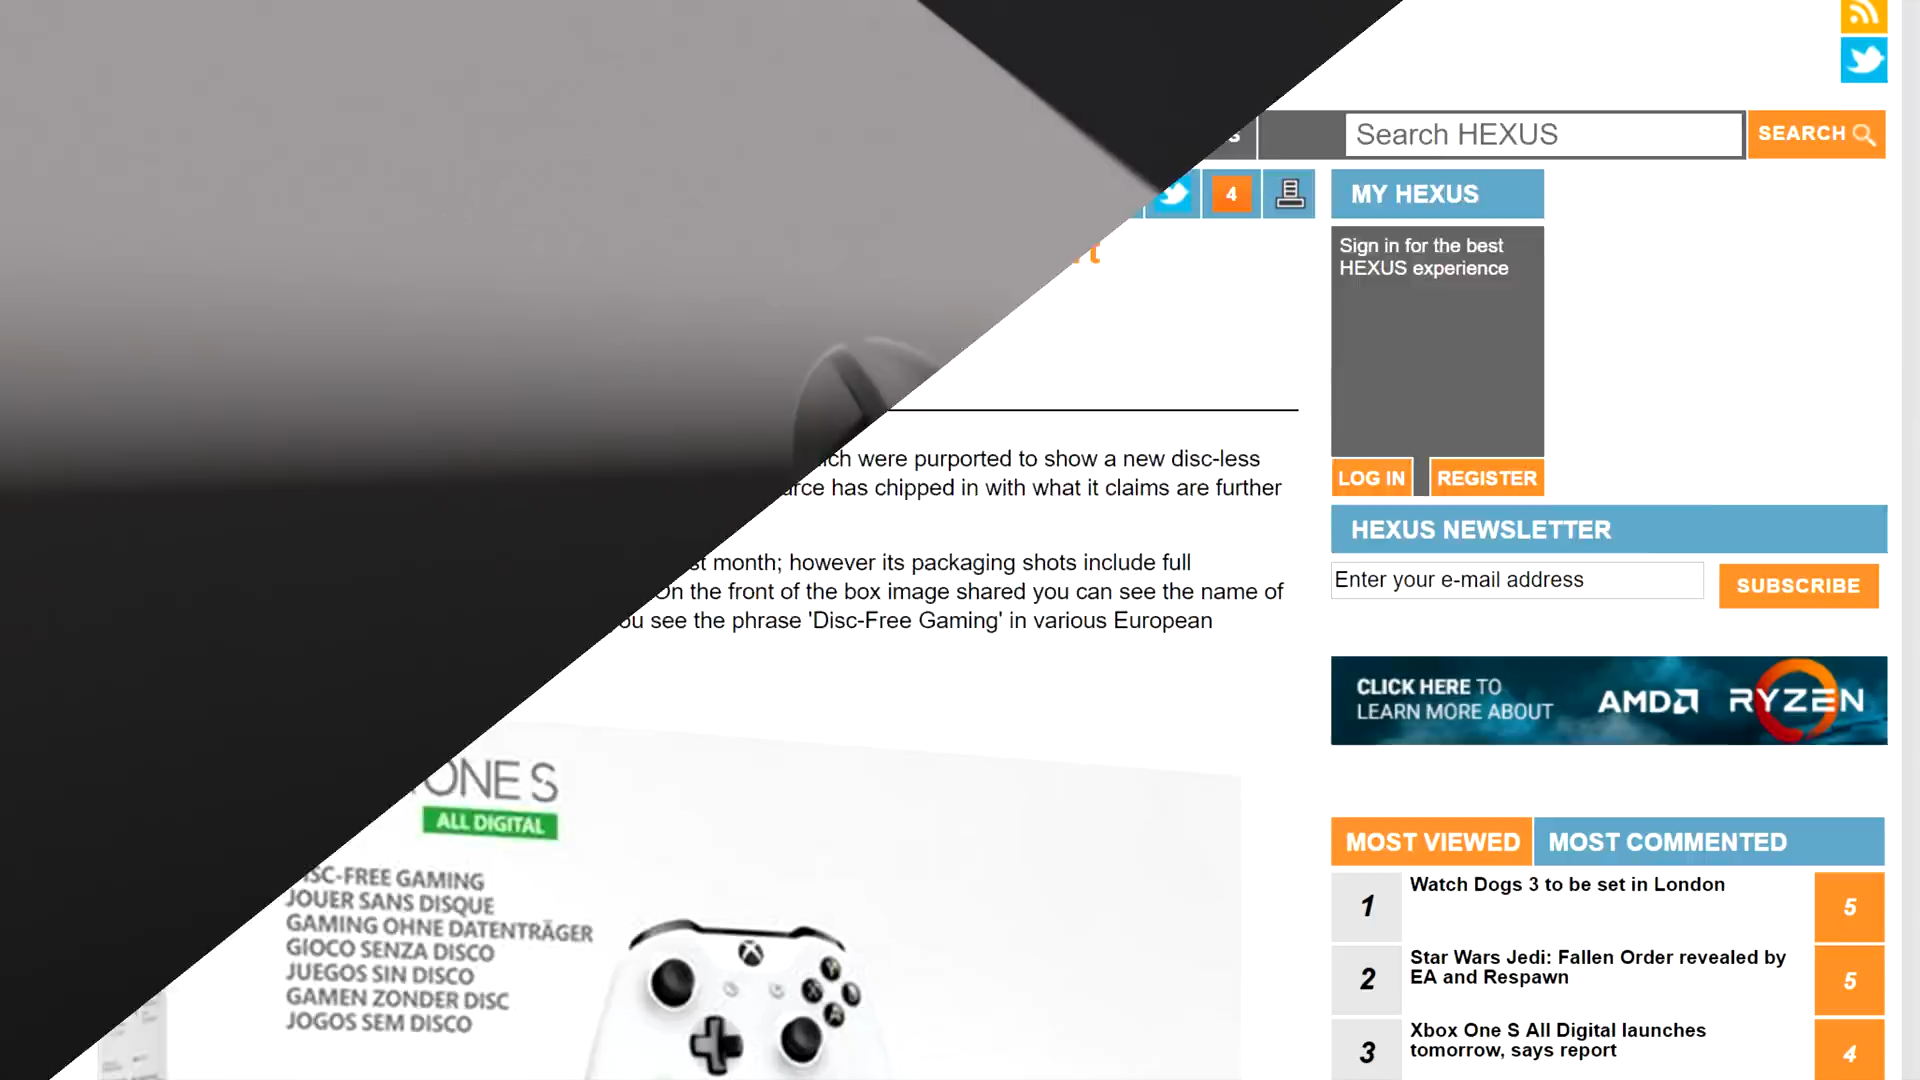 Search HEXUS
SEARCH
4
MY HEXUS
Sign in for the best
HEXUS experience
were purported to show a new disc-less
has chipped in with what it claims are further
LOG IN
REGISTER
HEXUS NEWSLETTER
month; however its packaging shots include full
On the front of the box image shared you can see the name of
see the phrase 'Disc-Free Gaming' in various European
Enter your e-mail address
SUBSCRIBE
CLICK HERE TO
LEARN MORE ABOUT
AMD
RYZEN
ONE S
ALL DIGITAL
DISC-FREE GAMING
JOUER SANS DISQUE
GAMING OHNE DATENTRÄGER
GIOCO SENZA DISCO
JUEGOS SIN DISCO
GAMEN ZONDER DISC
JOGOS SEM DISCO
MOST VIEWED
MOST COMMENTED
1
Watch Dogs 3 to be set in London
5
2
Star Wars Jedi: Fallen Order revealed by
EA and Respawn
5
3
Xbox One S All Digital launches
tomorrow, says report
4